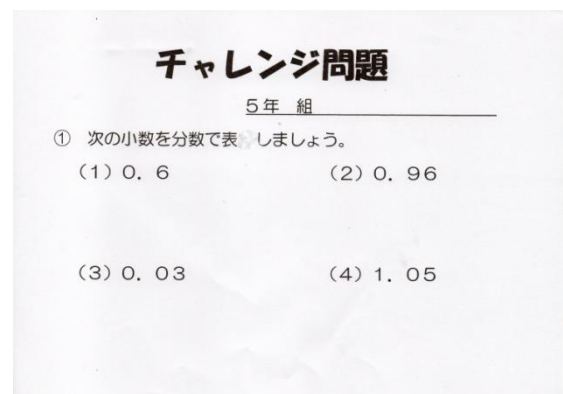 チャレンジ問題
5年 組
① 次の小数を分数で表 しましょう。
(1) 0.6 (2) 0.96
(3) 0.03 (4) 1.05